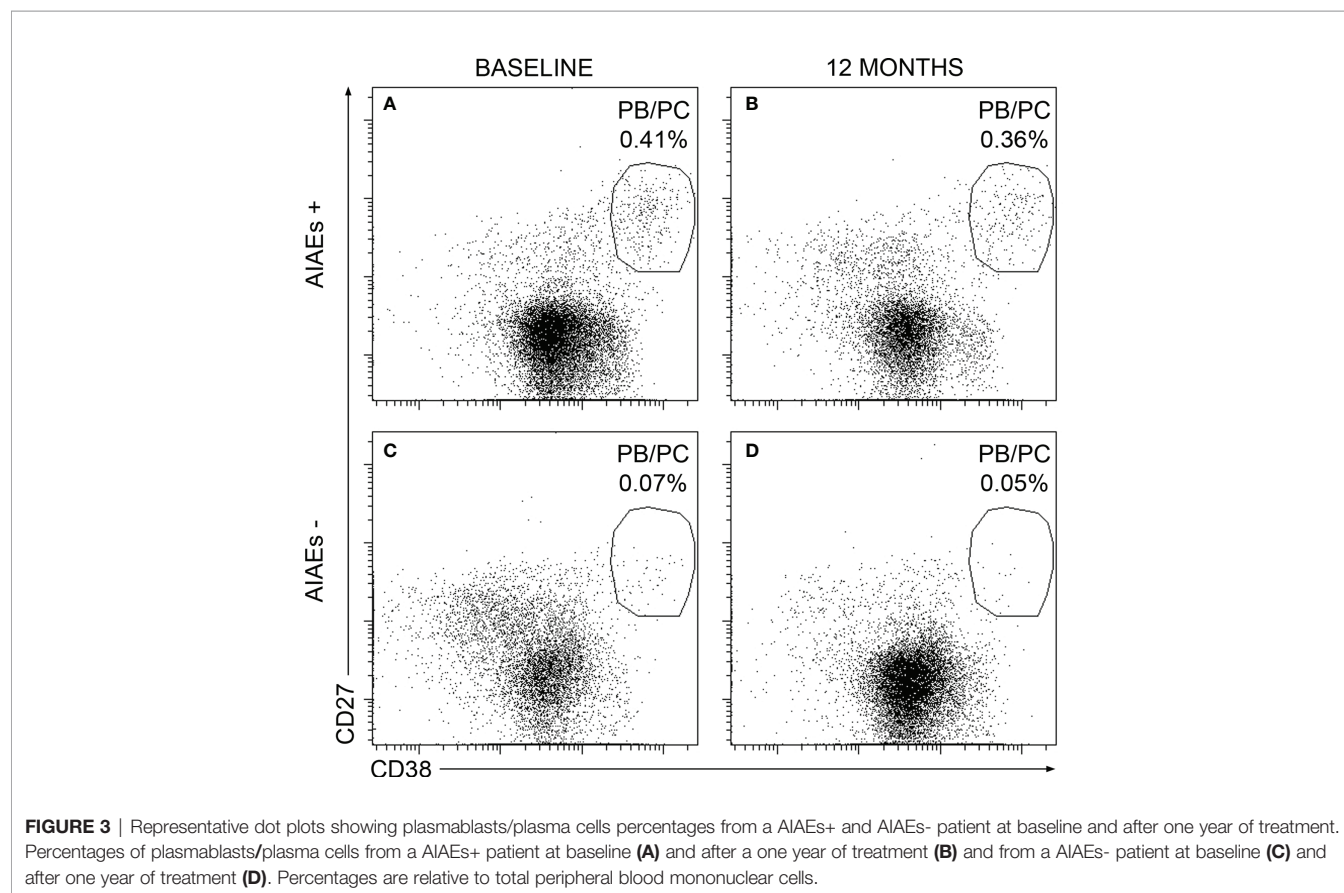 BASELINE
12 MONTHS
A
PB/PC
0.41%
B
PB/PC
0.36%
AIAEs +
C
PB/PC
0.07%
D
PB/PC
0.05%
AIAEs -
CD27
CD38
FIGURE 3 | Representative dot plots showing plasmablasts/plasma cells percentages from a AIAEs+ and AIAEs- patient at baseline and after one year of treatment.
Percentages of plasmablasts/plasma cells from a AIAEs+ patient at baseline (A) and after a one year of treatment (B) and from a AIAEs- patient at baseline (C) and
after one year of treatment (D). Percentages are relative to total peripheral blood mononuclear cells.